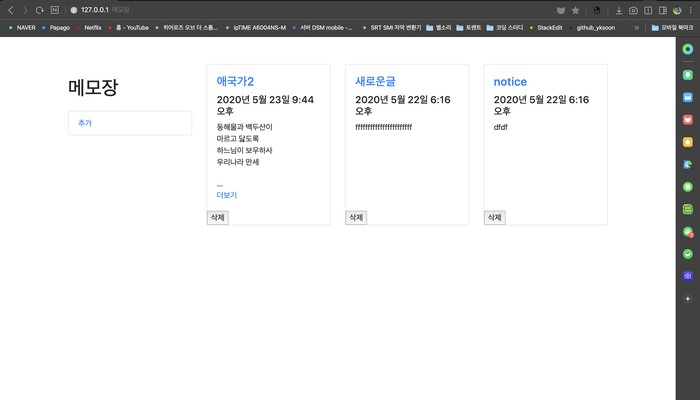 127.0.0.1 메모장
NAVER Papago Netflix 홈 - YouTube 히어로즈 오브 더 스톰... ipTIME A6004NS-M 서버 DSM mobile -... SRT SMI 자막 변환기 벨소리 토렌트 코딩 스터디 StackEdit github_yksoon » 모바일 북마크
메모장
추가
애국가2
2020년 5월 23일 9:44
오후
동해물과 백두산이
마르고 닳도록
하느님이 보우하사
우리나라 만세
...
더보기
삭제
새로운글
2020년 5월 22일 6:16
오후
삭제
notice
2020년 5월 22일 6:16
오후
dfdf
삭제